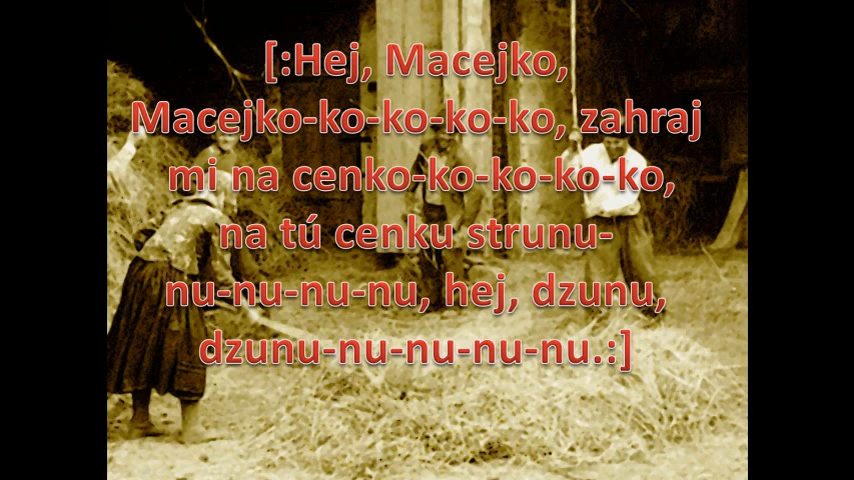 [:Hej, Macejko,
Macejko-ko-ko-ko-ko, zahraj
mi na cenko-ko-ko-ko-ko,
na tú cenku strunu-
nu-nu-nu-nu, hej, dzunu,
dzunu-nu-nu-nu-nu.:]